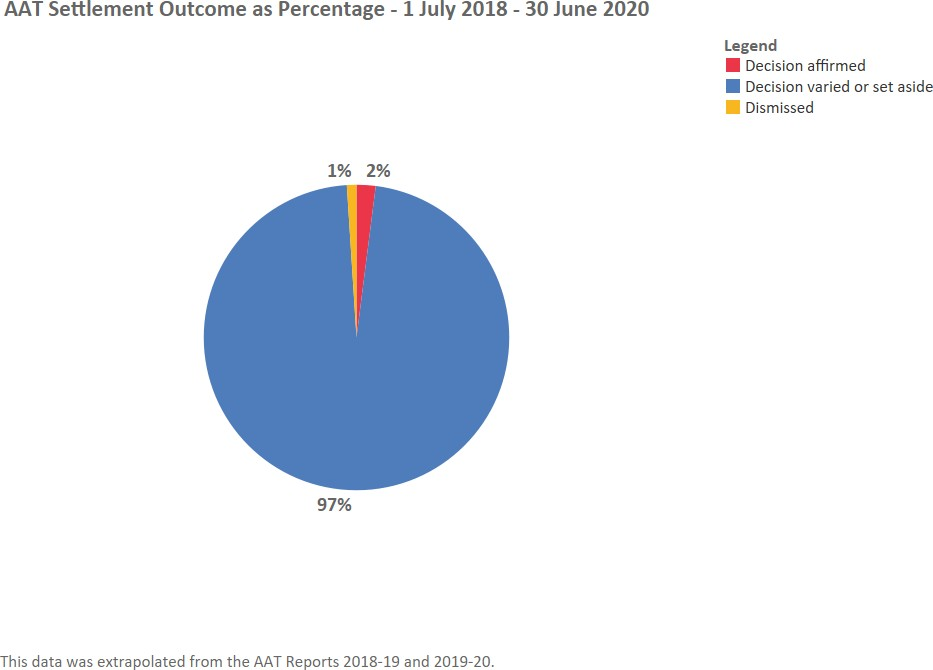 AAT Settlement Outcome as Percentage - 1 July 2018 - 30 June 2020
Legend
Decision affirmed
Decision varied or set aside
Dismissed
1% 2%
97%
This data was extrapolated from the AAT Reports 2018-19 and 2019-20.